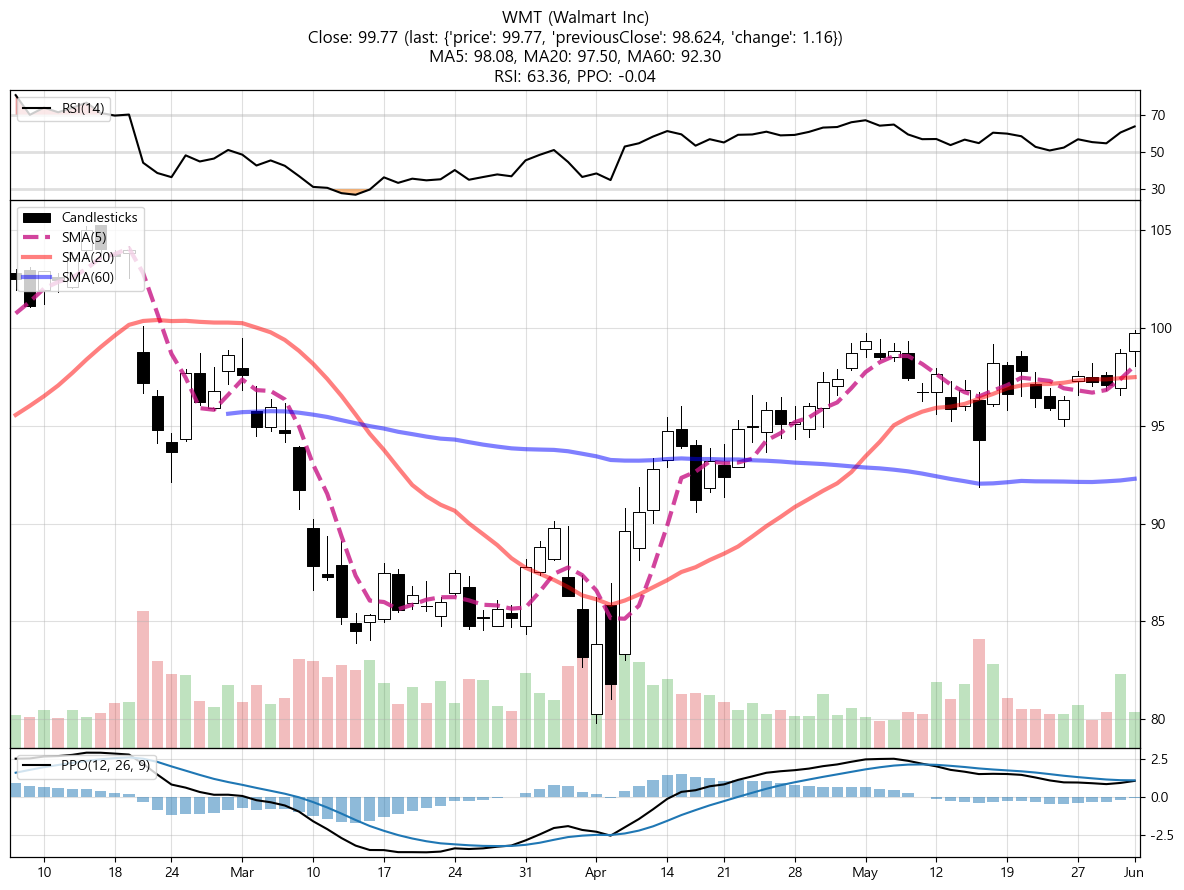 WMT (Walmart Inc)
Close: 99.77 (last: {'price': 99.77, 'previousClose': 98.624, 'change': 1.16})
MA5: 98.08, MA20: 97.50, MA60: 92.30
RSI: 63.36, PPO: -0.04
RSI(14)
70
50
30
Candlesticks
SMA(5)
SMA(20)
SMA(60)
105
100
95
90
85
80
PPO(12, 26, 9)
2.5
0.0
-2.5
10 18 24 Mar 10 17 24 31 Apr 14 21 28 May 12 19 27 Jun